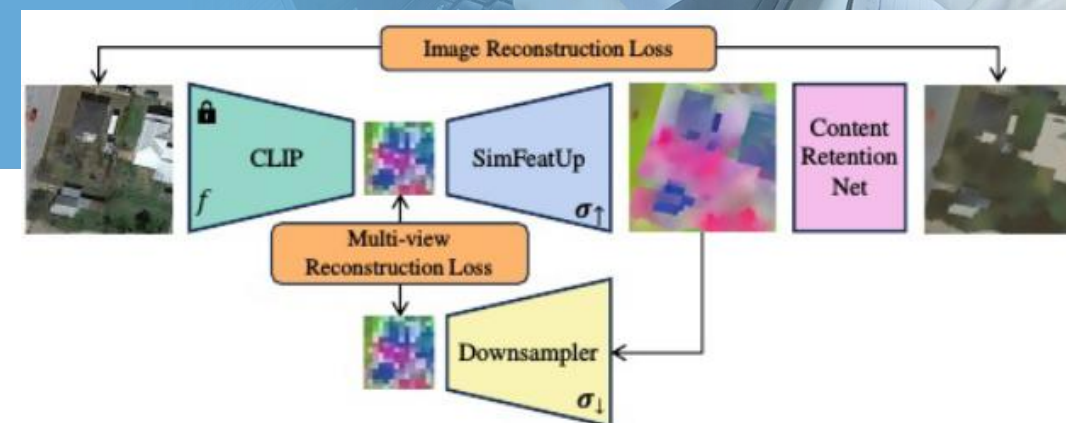 Image Reconstruction Loss
CLIP
f
SimFeatUp
σ↑
Content
Retention
Net
Multi-view
Reconstruction Loss
Downsampler
σ↓